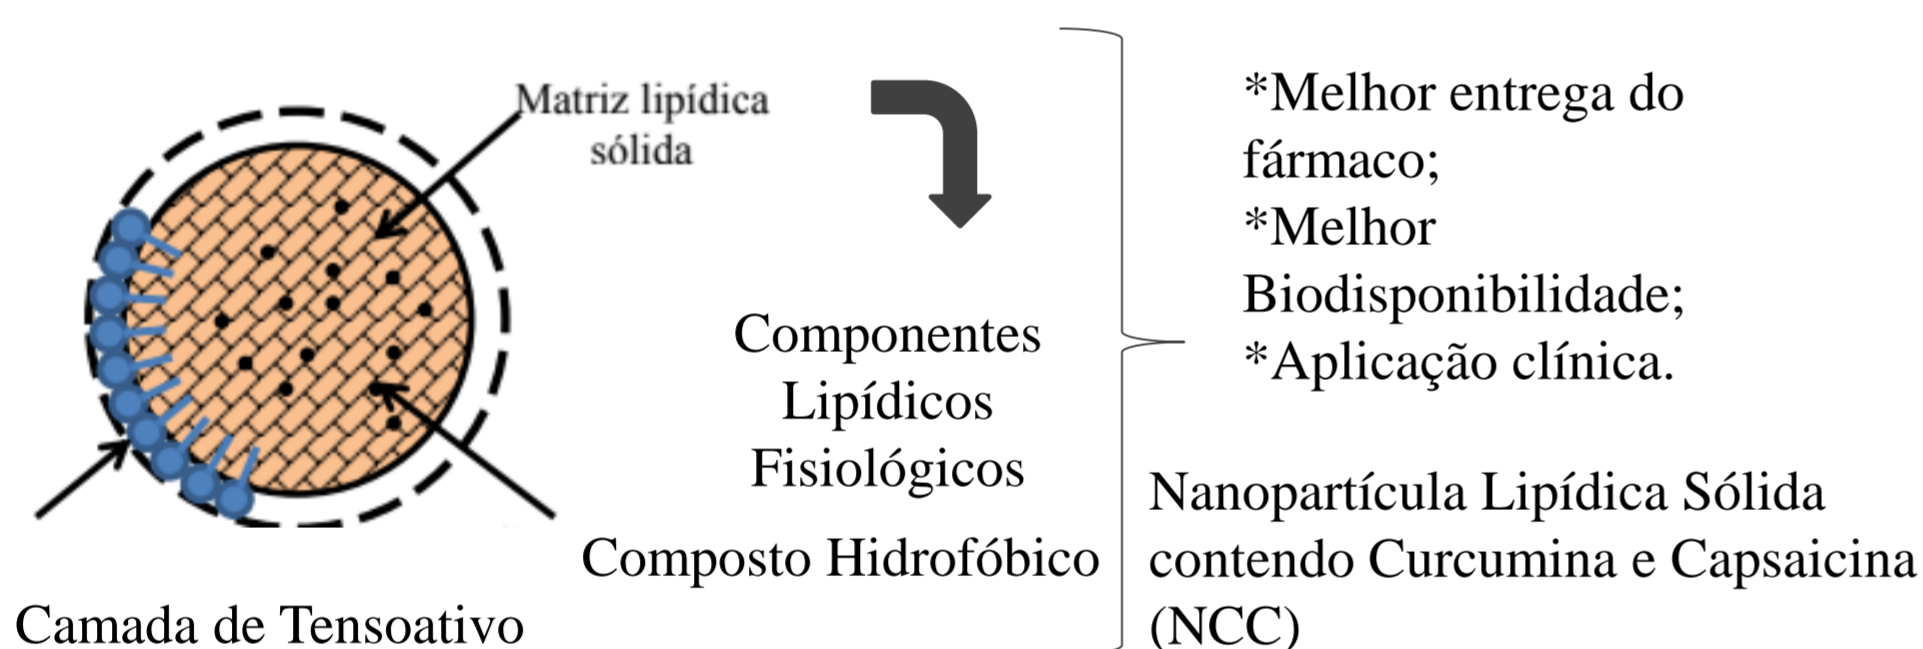 Matriz lipídica
sólida
Componentes
Lipídicos
Fisiológicos
Composto Hidrofóbico
Camada de Tensoativo
*Melhor entrega do
fármaco;
*Melhor
Biodisponibilidade;
*Aplicação clínica.
Nanopartícula Lipídica Sólida
contendo Curcumina e Capsaicina
(NCC)